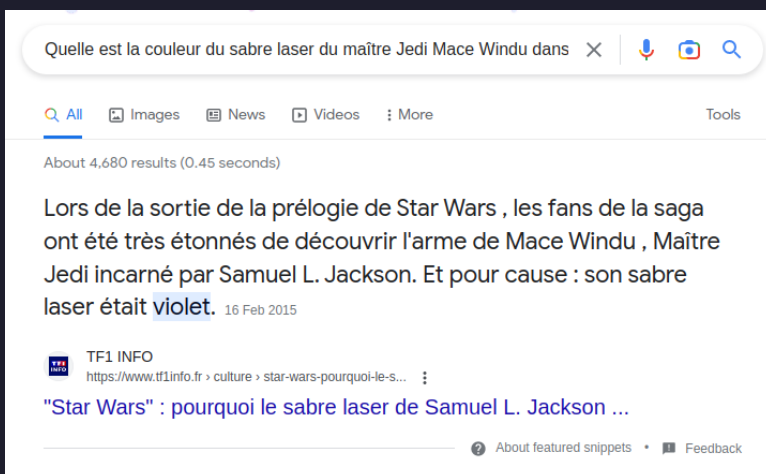 Quelle est la couleur du sabre laser du maître Jedi Mace Windu dans
All Images News Videos More Tools
About 4,680 results (0.45 seconds)
Lors de la sortie de la prélogie de Star Wars , les fans de la saga
ont été très étonnés de découvrir l'arme de Mace Windu , Maître
Jedi incarné par Samuel L. Jackson. Et pour cause : son sabre
laser était violet. 16 Feb 2015
TF1 INFO
TF1 INFO
https://www.tf1info.fr › culture › star-wars-pourquoi-le-s...
"Star Wars" : pourquoi le sabre laser de Samuel L. Jackson ...
About featured snippets • Feedback